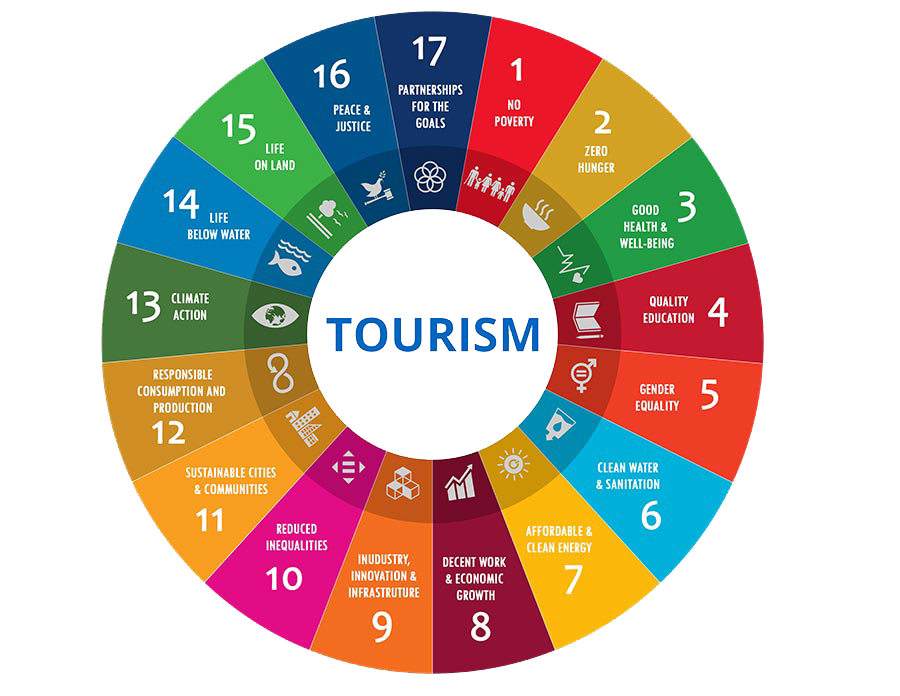 17
PARTNERSHIPS
FOR THE
GOALS
1
NO
POVERTY
2
ZERO
HUNGER
3
GOOD
HEALTH &
WELL-BEING
4
QUALITY
EDUCATION
5
GENDER
EQUALITY
CLEAN WATER
& SANITATION
6
AFFORDABLE &
CLEAN ENERGY
7
DECENT WORK
& ECONOMIC
GROWTH
8
INUDUSTRY,
INNOVATION &
INFRASTRUTURE
9
REDUCED
INEQUALITIES
10
SUSTAINABLE CITIES
& COMMUNITIES
11
RESPONSIBLE
CONSUMPTION AND
PRODUCTION
12
13
CLIMATE
ACTION
14
LIFE
BELOW WATER
15
LIFE
ON LAND
16
PEACE &
JUSTICE
TOURISM